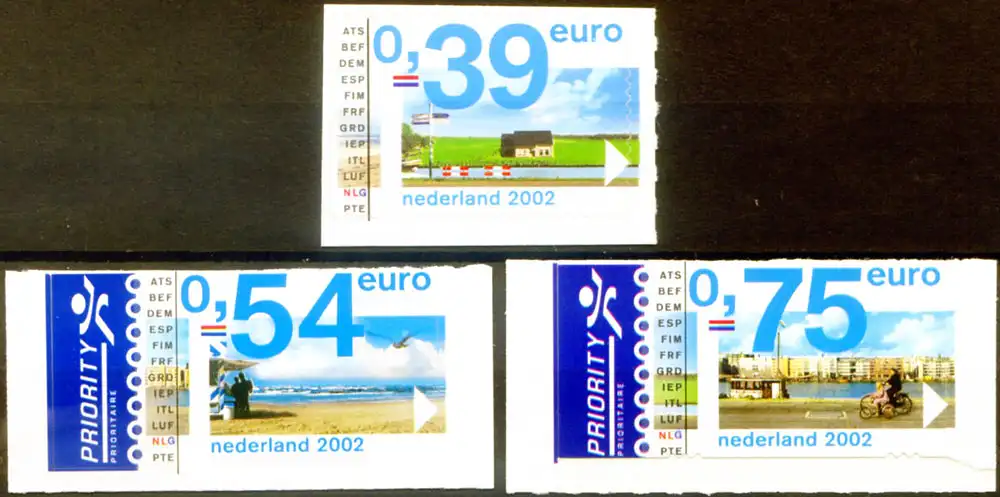 ATS
BEF
DEM
ESP
FIM
FRF
GRD
IEP
ITL
LUF
NLG
PTE
0,39 euro
nederland 2002
PRIORITY
PRIORITAIRE
ATS
BEF
DEM
ESP
FIM
FRF
GRD
IEP
ITL
LUF
NLG
PTE
0,54 euro
nederland 2002
PRIORITY
PRIORITAIRE
ATS
BEF
DEM
ESP
FIM
FRF
GRD
IEP
ITL
LUF
NLG
PTE
0,75 euro
nederland 2002